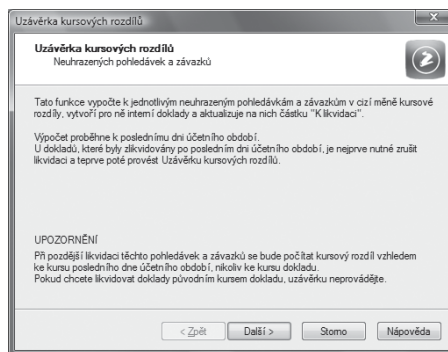 Uzávěrka kursových rozdílů
Uzávěrka kursových rozdílů
Neuhrazených pohledávek a závazků
Tato funkce vypočte k jednotlivým neuhrazeným pohledávkám a závazkům v cizí měně kursové
rozdíly, vytvoří pro ně interní doklady a aktualizuje na nich částku "K likvidaci".
Výpočet proběhne k poslednímu dni účetního období.
U dokladů, které byly zlikvidovány po posledním dni účetního období, je nejprve nutné zrušit
likvidaci a teprve poté provést Uzávěrku kursových rozdílů.
UPOZORNĚNÍ
Při pozdější likvidaci těchto pohledávek a závazků se bude počítat kursový rozdíl vzhledem
ke kursu posledního dne účetního období, nikoliv ke kursu dokladu.
Pokud chcete likvidovat doklady původním kursem dokladu, uzávěrku neprovádějte.
< Zpět Další > Storno Nápověda